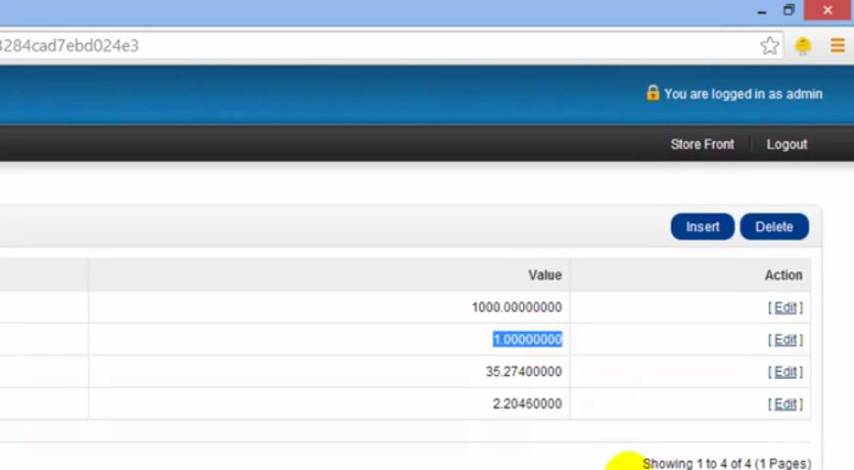 3284cad7ebd024e3
You are logged in as admin
Store Front Logout
Insert Delete
Value Action
1000.00000000 [ Edit ]
1.00000000 [ Edit ]
35.27400000 [ Edit ]
2.20460000 [ Edit ]
Showing 1 to 4 of 4 (1 Pages)